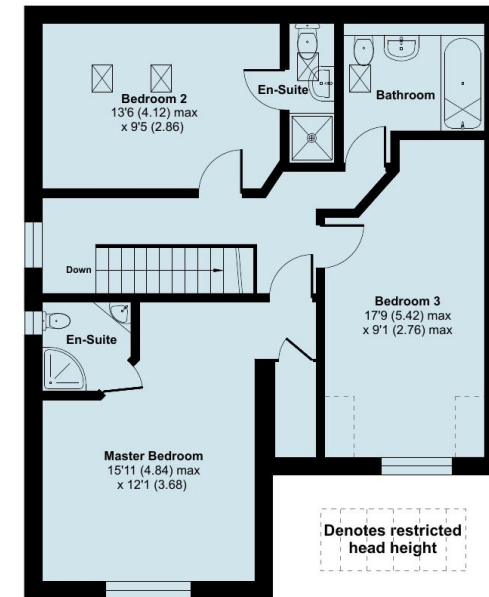 Bedroom 2
13'6 (4.12) max
x 9'5 (2.86)
En-Suite
Bathroom
Down
Bedroom 3
17'9 (5.42) max
x 9'1 (2.76) max
En-Suite
Master Bedroom
15'11 (4.84) max
x 12'1 (3.68)
Denotes restricted
head height